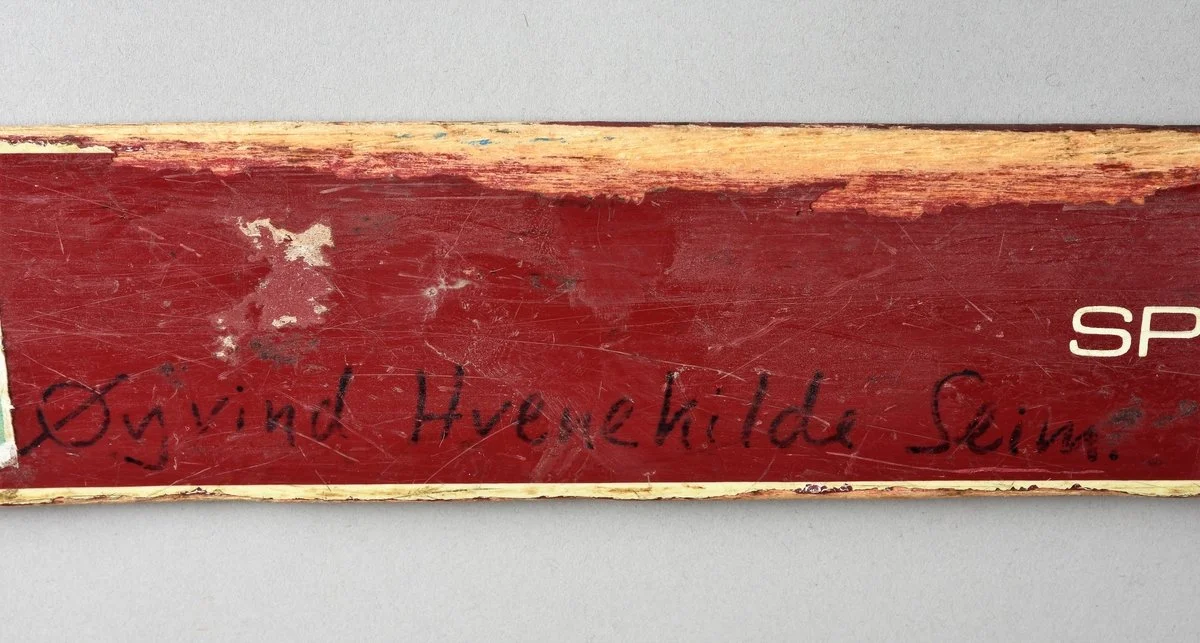 SP
Øyvind Hvenekilde Seim.